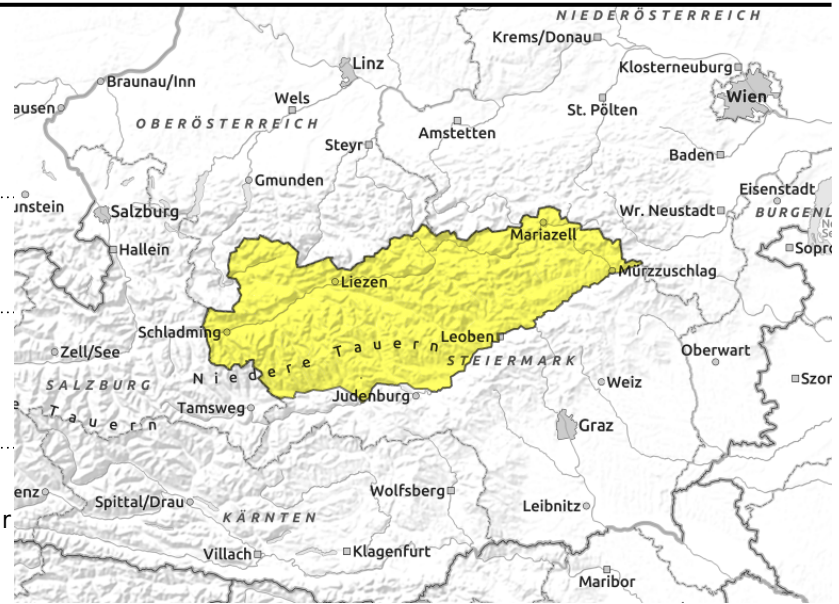 NIEDERÖSTERREICH
Krems/Donau
Linz
Klosterneuburg
Braunau/Inn
Wien
Wels
ausen
St. Pölten
OBERÖSTERREICH
Amstetten
Steyr
Baden
Gmunden
Eisenstadt
unstein
Salzburg
Wr. Neustadt
BURGENL
Mariazell
Hallein
Sopro
Mürzzuschlag
Liezen
Schladming
Leoben
Zell/See
Niedere Tauern
STEIERMARK
Oberwart
SALZBURG
Weiz
Szon
Judenburg
Tamsweg
e Tauern
Graz
enz
Spittal/Drau
Wolfsberg
Leibnitz
r
KÄRNTEN
Villach
Klagenfurt
Maribor